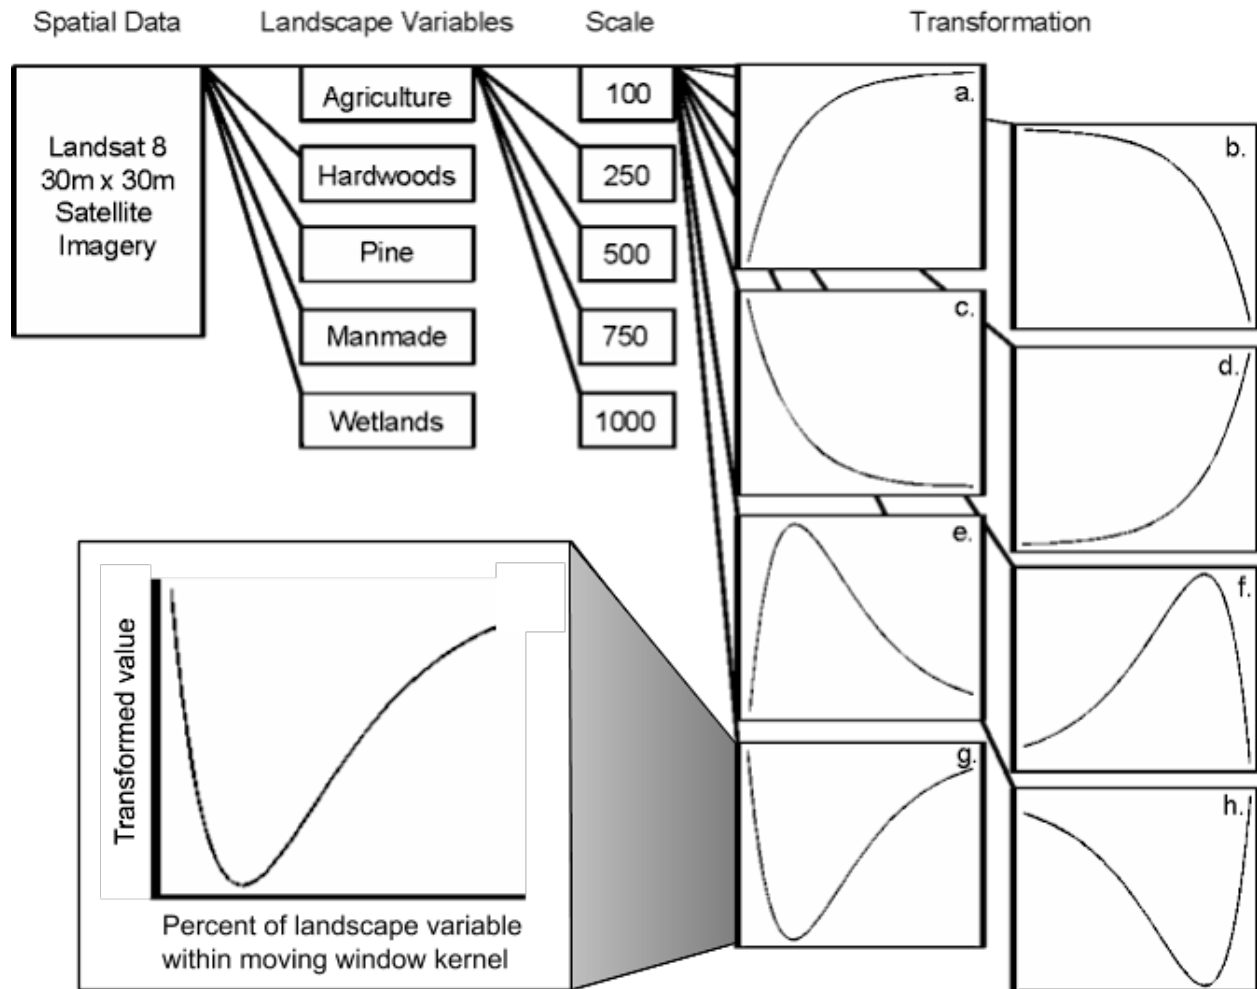 Spatial Data
Landscape Variables
Scale
Transformation
Landsat 8
30m x 30m
Satellite
Imagery
Agriculture
Hardwoods
Pine
Manmade
Wetlands
100
250
500
750
1000
a.
b.
c.
d.
e.
f.
g.
h.
Transformed value
Percent of landscape variable
within moving window kernel